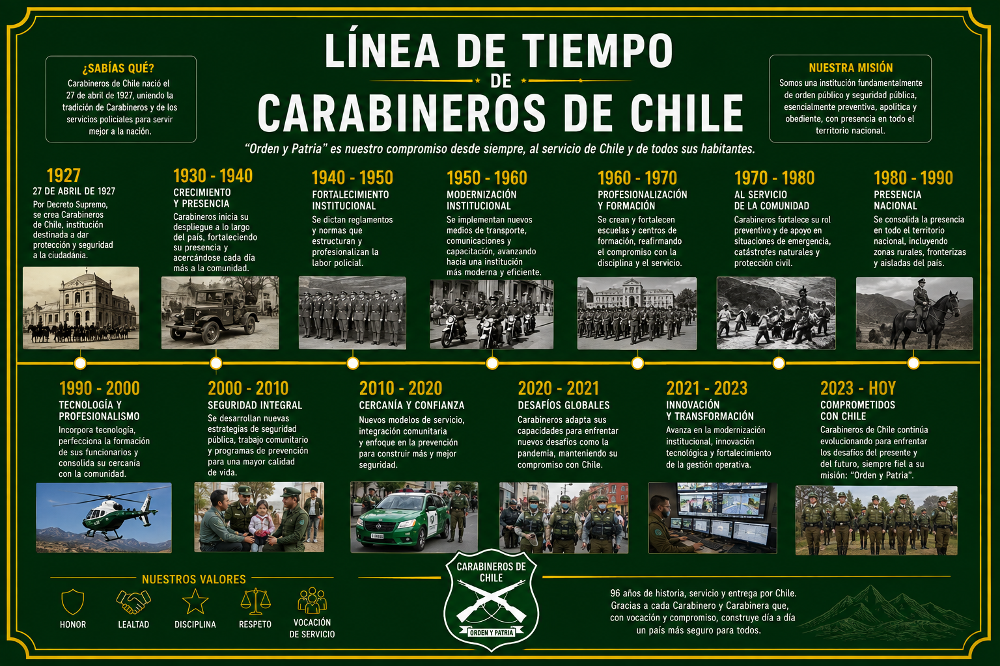 LÍNEA DE TIEMPO
DE
CARABINEROS DE CHILE
“Orden y Patria” es nuestro compromiso desde siempre, al servicio de Chile y de todos sus habitantes.
¿SABÍAS QUÉ?
Carabineros de Chile nació el
27 de abril de 1927, uniendo la
tradición de Carabineros y de los
servicios policiales para servir
mejor a la nación.
NUESTRA MISIÓN
Somos una institución fundamentalmente
de orden público y seguridad pública,
esencialmente preventiva, apolítica y
obediente, con presencia en todo el
territorio nacional.
1927
27 DE ABRIL DE 1927
Por Decreto Supremo,
se crea Carabineros
de Chile, institución
destinada a dar
protección y seguridad
a la ciudadánia.
1930 - 1940
CRECIMIENTO
Y PRESENCIA
Carabineros inicia su
despliegue a lo largo
del país, fortaleciendo
su presencia y
acercándose cada día
más a la comunidad.
1940 - 1950
FORTALECIMIENTO
INSTITUCIONAL
Se dictan reglamentos
y normas que
estructuran y
profesionalizan la
labor policial.
1950 - 1960
MODERNIZACIÓN
INSTITUCIONAL
Se implementan nuevos
medios de transporte,
comunicaciones y
capacitación, avanzando
hacia una institución
más moderna y eficiente.
1960 - 1970
PROFESIONALIZACIÓN
Y FORMACIÓN
Se crean y fortalecen
escuelas y centros de
formación, reafirmando
el compromiso con la
disciplina y el servicio.
1970 - 1980
AL SERVICIO
DE LA COMUNIDAD
Carabineros fortalece su rol
preventivo y de apoyo en
situaciones de emergencia,
catástrofes naturales y
protección civil.
1980 - 1990
PRESENCIA
NACIONAL
Se consolida la presencia
en todo el territorio
nacional, incluyendo
zonas rurales, fronterizas
y aisladas del país.
1990 - 2000
TECNOLOGÍA Y
PROFESIONALISMO
Incorpora tecnología,
perfecciona la formación
de sus funcionarios y
consolida su cercanía
con la comunidad.
2000 - 2010
SEGURIDAD INTEGRAL
Se desarrollan nuevas
estrategias de seguridad
pública, trabajo comunitario
y programas de prevención
para una mayor calidad
de vida.
2010 - 2020
CERCANÍA Y CONFIANZA
Nuevos modelos de servicio,
integración comunitaria
y enfoque en la prevención
para construir más y mejor
seguridad.
2020 - 2021
DESAFÍOS GLOBALES
Carabineros adapta sus
capacidades para enfrentar
nuevos desafíos como la
pandemia, manteniendo su
compromiso con Chile.
2021 - 2023
INNOVACIÓN
Y TRANSFORMACIÓN
Avanza en la modernización
institucional, innovación
tecnológica y fortalecimiento
de la gestión operativa.
2023 - HOY
COMPROMETIDOS
CON CHILE
Carabineros de Chile continúa
evolucionando para enfrentar
los desafíos del presente y
del futuro, siempre fiel a su
misión: “Orden y Patria”.
NUESTROS VALORES
HONOR
LEALTAD
DISCIPLINA
RESPETO
VOCACIÓN
DE SERVICIO
CARABINEROS DE
CHILE
ORDEN Y PATRIA
96 años de historia, servicio y entrega por Chile.
Gracias a cada Carabinero y Carabinera que,
con vocación y compromiso, construye día a día
un país más seguro para todos.